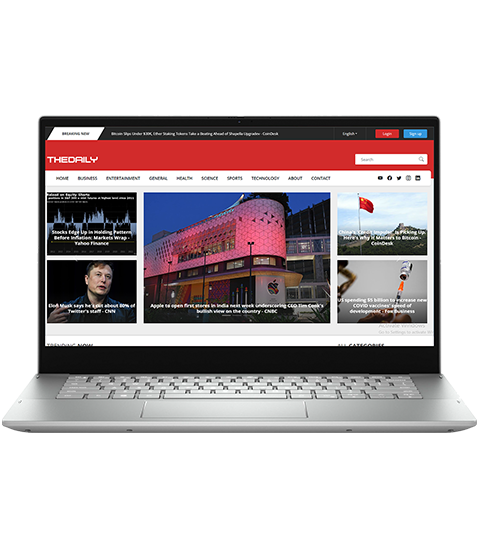 BREAKING NEW
Bitcoin Slips Under $30K, Other Staking Tokens Take a Beating Ahead of Shapella Upgradex - CoinDesk
English
Login
Sign up
THEDAILY
Search
HOME BUSINESS ENTERTAINMENT GENERAL HEALTH SCIENCE SPORTS TECHNOLOGY ABOUT CONTACT
Stocks Edge Up in Holding Pattern
Before Inflation: Markets Wrap -
Yahoo Finance
Elon Musk says he's cut about 80% of
Twitter's staff - CNN
Apple to open first stores in India next week underscoring CEO Tim Cook's
bullish view on the country - CNBC
Is Picking Up.
Here's Why It Matters to Bitcoin -
CoinDesk
US spending $5 billion to increase new
COVID vaccines' speed of
development - Fox Business
TRENDING NOW
ALL CATEGORIES